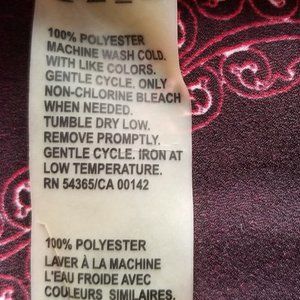 100% POLYESTER
MACHINE WASH COLD.
WITH LIKE COLORS.
GENTLE CYCLE. ONLY
NON-CHLORINE BLEACH
WHEN NEEDED.
TUMBLE DRY LOW.
REMOVE PROMPTLY.
GENTLE CYCLE. IRON AT
LOW TEMPERATURE.
RN 54365/CA 00142
100% POLYESTER
LAVER À LA MACHINE
L'EAU FROIDE AVEC
COULEURS SIMILAIRES.